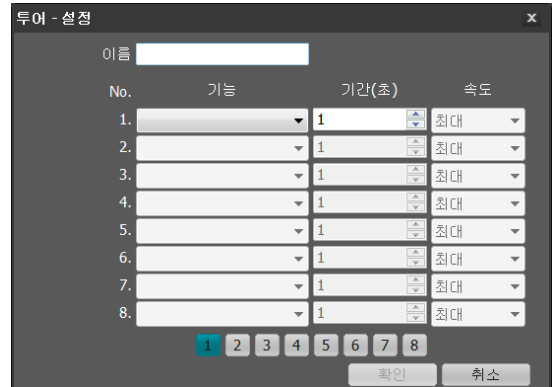 투어 - 설정 x
이름
No. 기능 기간(초) 속도
1. 1 최대
2. 1 최대
3. 1 최대
4. 1 최대
5. 1 최대
6. 1 최대
7. 1 최대
8. 1 최대
1 2 3 4 5 6 7 8
확인 취소